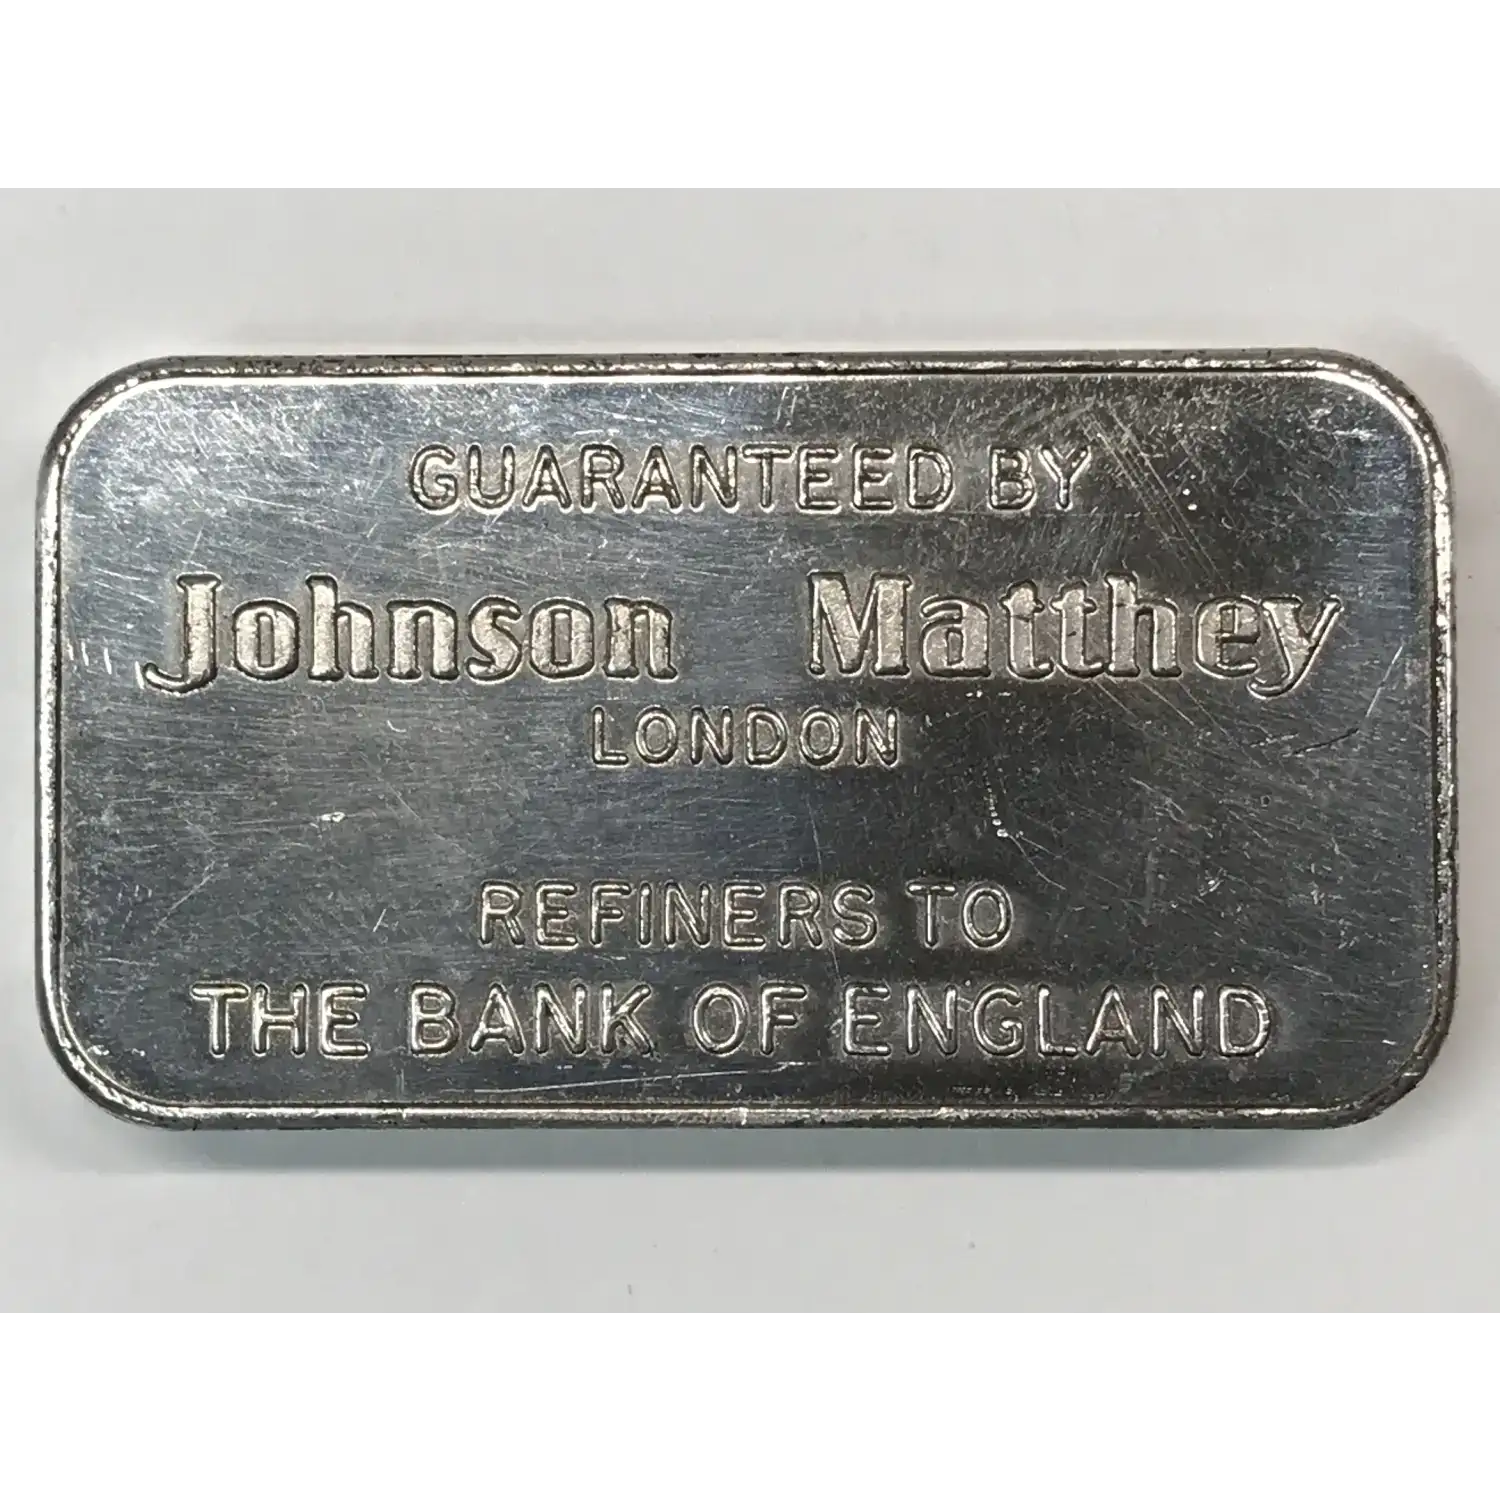 GUARANTEED BY
Johnson Matthey
LONDON
REFINERS TO
THE BANK OF ENGLAND